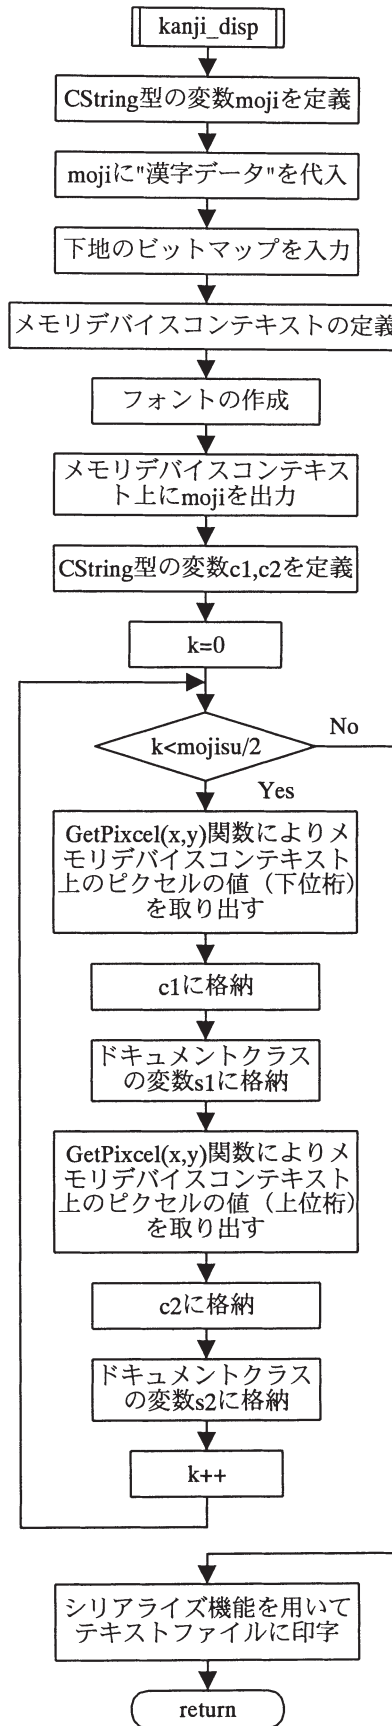 kanji_disp
CString型の変数mojiを定義
mojiに"漢字データ"を代入
下地のビットマップを入力
メモリデバイスコンテキストの定義
フォントの作成
メモリデバイスコンテキス
ト上にmojiを出力
CString型の変数c1,c2を定義
k=0
k<mojisu/2
No
Yes
GetPixcel(x,y)関数によりメ
モリデバイスコンテキスト
上のピクセルの値（下位桁）
を取り出す
c1に格納
ドキュメントクラス
の変数s1に格納
GetPixcel(x,y)関数によりメ
モリデバイスコンテキスト
上のピクセルの値（上位桁）
を取り出す
c2に格納
ドキュメントクラス
の変数s2に格納
k++
シリアライズ機能を用いて
テキストファイルに印字
return